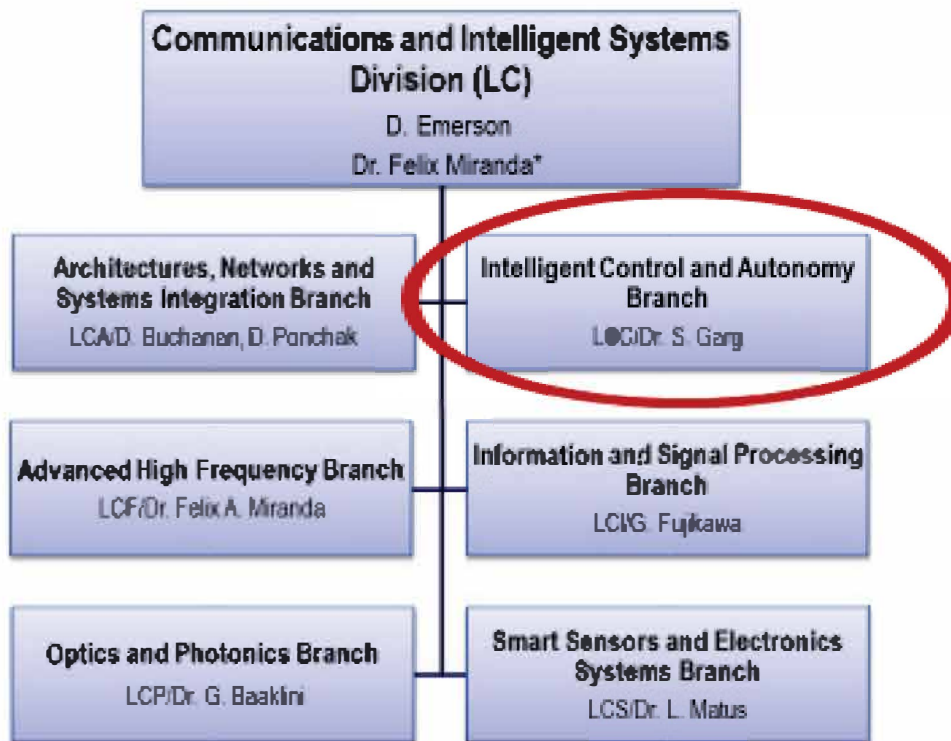 Communications and Intelligent Systems
Division (LC)
D. Emerson
Dr. Felix Miranda*
Architectures, Networks and
Systems Integration Branch
LCA/D. Buchanan, D. Ponchak
Intelligent Control and Autonomy
Branch
LCC/Dr. S. Garg
Advanced High Frequency Branch
LCF/Dr. Felix A. Miranda
Information and Signal Processing
Branch
LCI/G. Fujikawa
Optics and Photonics Branch
LCP/Dr. G. Baaklini
Smart Sensors and Electronics
Systems Branch
LCS/Dr. L. Matus